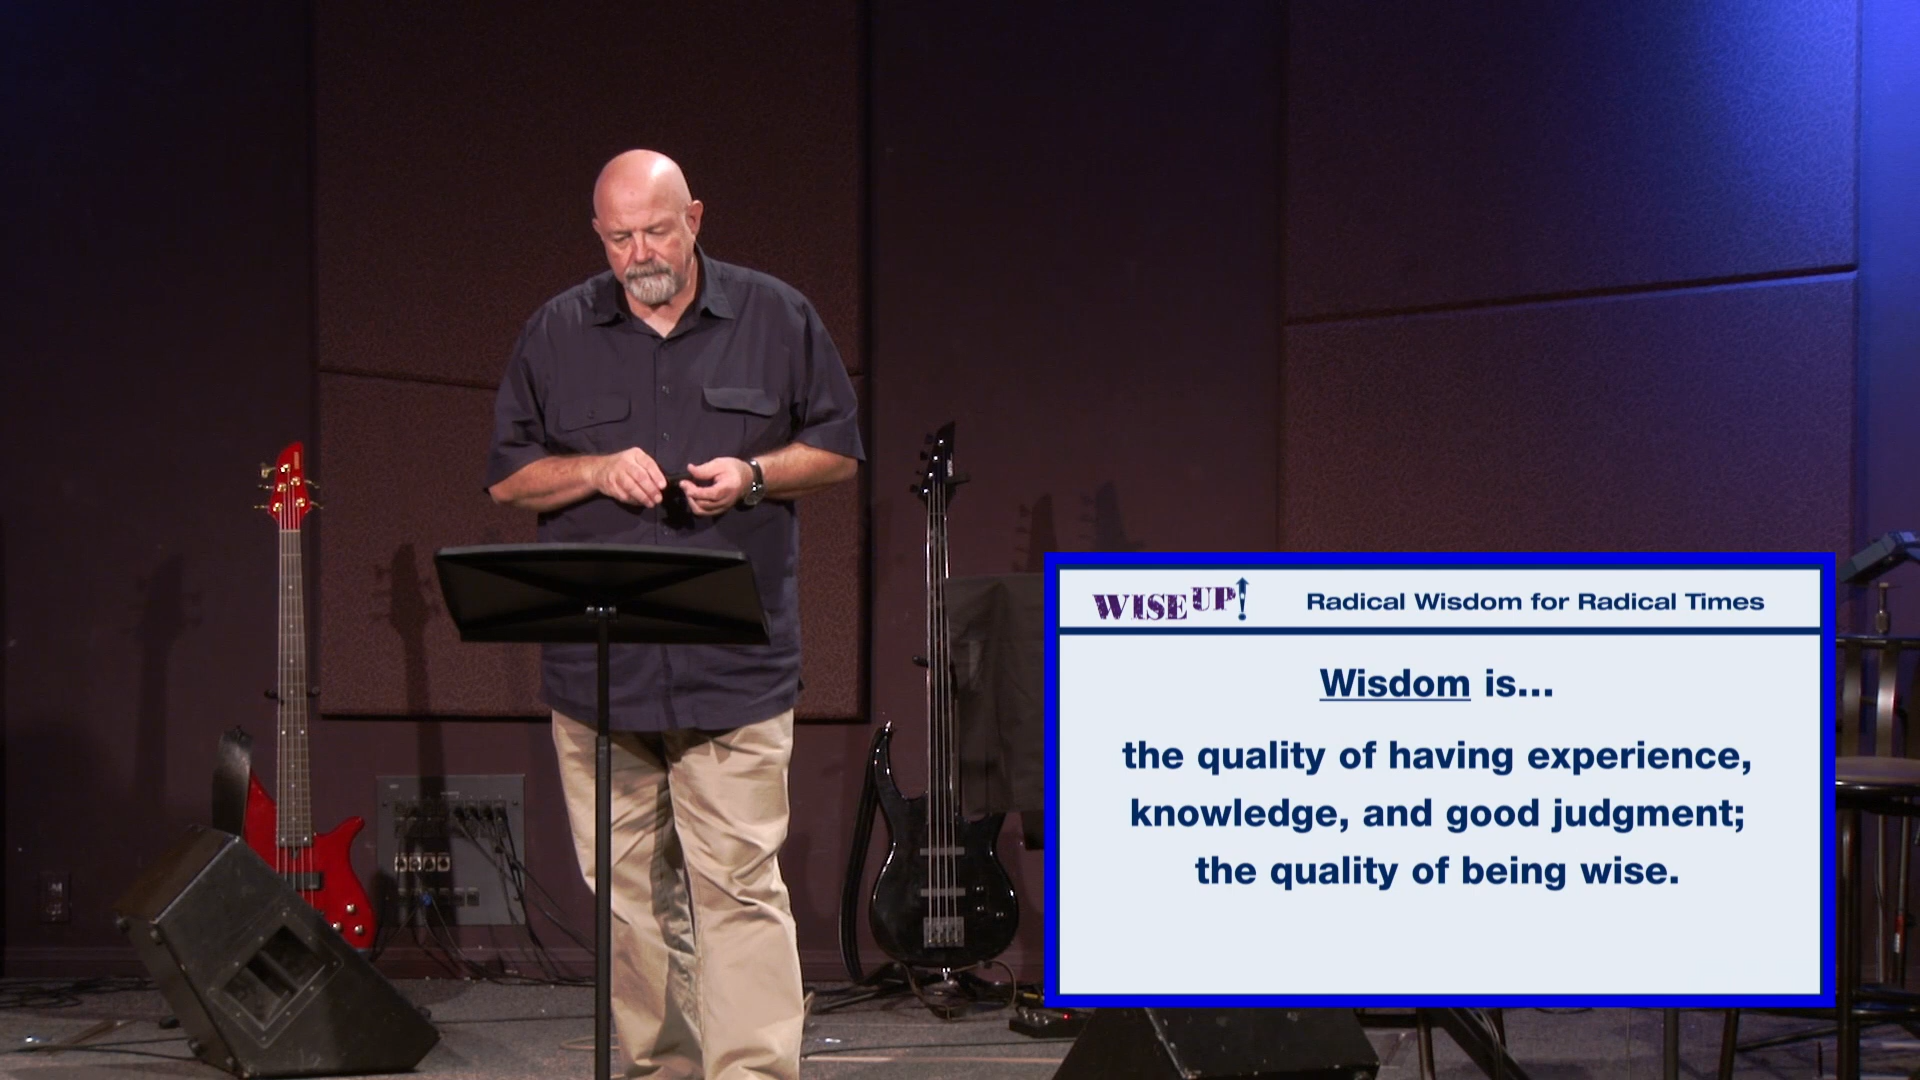 WISE UP!
Radical Wisdom for Radical Times
Wisdom is...
the quality of having experience,
knowledge, and good judgment;
the quality of being wise.